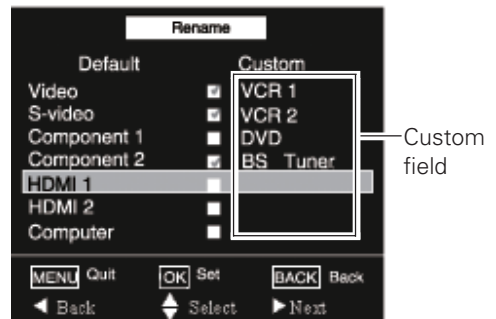 Rename
Default Custom
Video VCR 1
S-video VCR 2
Component 1 DVD
Component 2 BS Tuner
HDMI 1
HDMI 2
Computer
Custom
field
MENU Quit OK Set BACK Back
Back Select Next